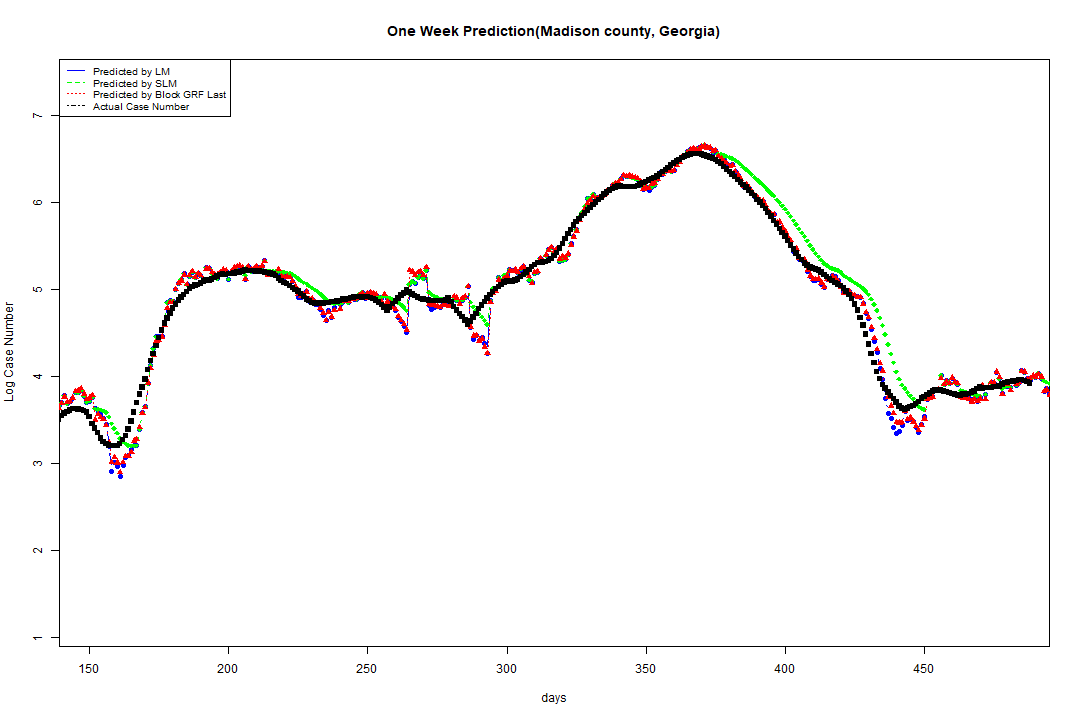 One Week Prediction(Madison county, Georgia)
Predicted by LM
Predicted by SLM
Predicted by Block GRF Last
Actual Case Number
7
6
5
4
3
2
1
Log Case Number
150 200 250 300 350 400 450
days